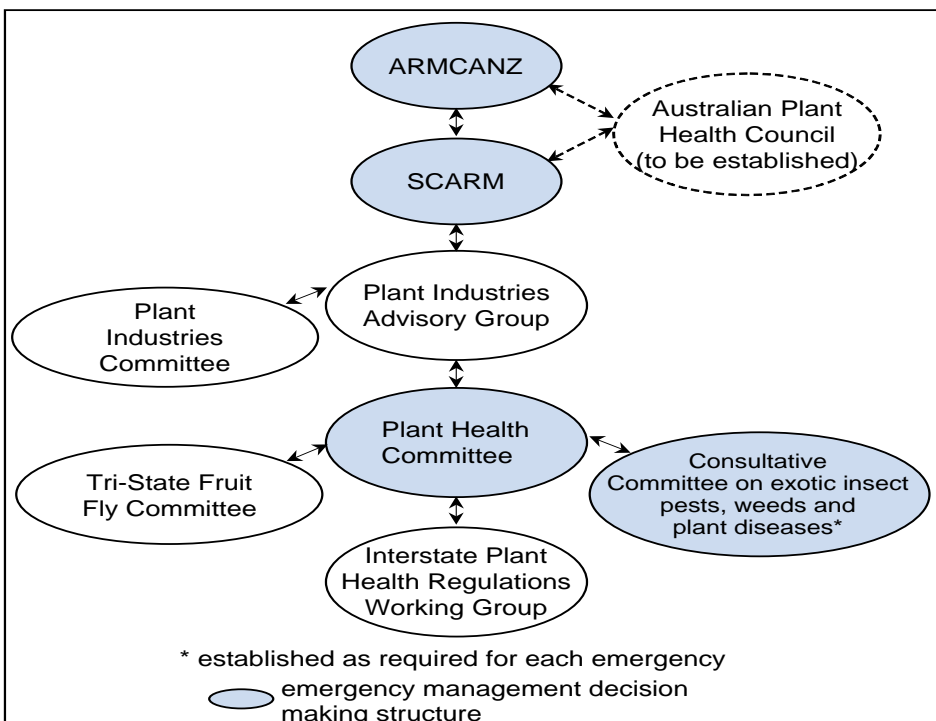 ARMCANZ
Australian Plant
Health Council
(to be established)
SCARM
Plant Industries
Advisory Group
Plant
Industries
Committee
Plant Health
Committee
Tri-State Fruit
Fly Committee
Consultative
Committee on exotic insect
pests, weeds and
plant diseases*
Interstate Plant
Health Regulations
Working Group
* established as required for each emergency
emergency management decision
making structure